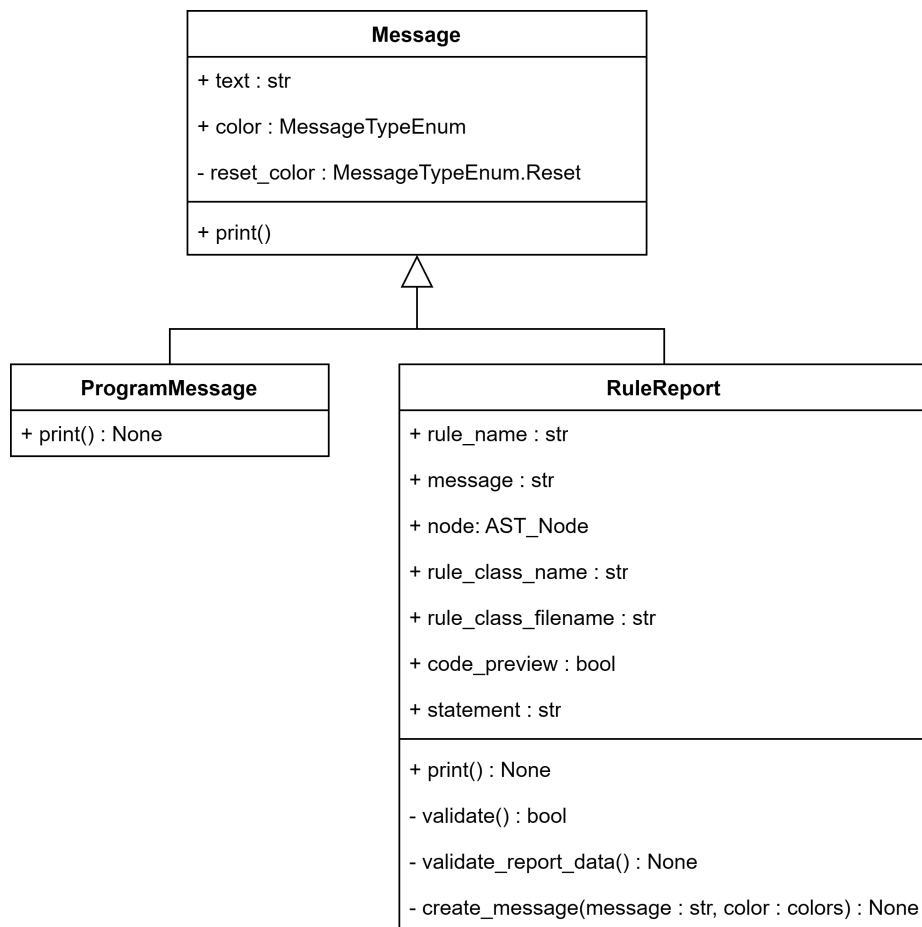 Message
+ text : str
+ color : MessageTypeEnum
- reset_color : MessageTypeEnum.Reset
+ print()
ProgramMessage
+ print() : None
RuleReport
+ rule_name : str
+ message : str
+ node: AST_Node
+ rule_class_name : str
+ rule_class_filename : str
+ code_preview : bool
+ statement : str
+ print() : None
- validate() : bool
- validate_report_data() : None
- create_message(message : str, color : colors) : None